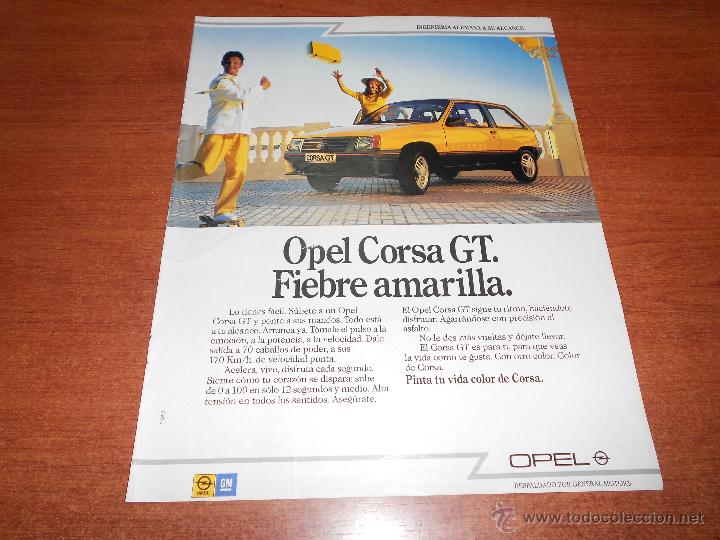 INGENIERIA ALEMANA A SU ALCANCE.
CORSA GT
Opel Corsa GT.
Fiebre amarilla.
Lo tienes fácil. Súbete a un Opel
Corsa GT y ponte a sus mandos. Todo está
a tu alcance. Arranca ya. Tómale el pulso a la
emoción, a la potencia, a la velocidad. Dale
salida a 70 caballos de poder, a sus
170 Km/h. de velocidad punta.
Acelera, vive, disfruta cada segundo.
Siente cómo tu corazón se dispara: sube
de 0 a 100 en sólo 12 segundos y medio. Alta
tensión en todos los sentidos. Asegúrate.
El Opel Corsa GT sigue tu ritmo, haciéndote
disfrutar. Agarrándose con precisión al
asfalto.
No le des más vueltas y déjate llevar.
El Corsa GT es para ti, para que veas
la vida como te gusta. Con otro color. Color
de Corsa.
Pinta tu vida color de Corsa.
OPEL
OPEL
GM
RESPALDADO POR GENERAL MOTORS.
www.todocoleccion.net